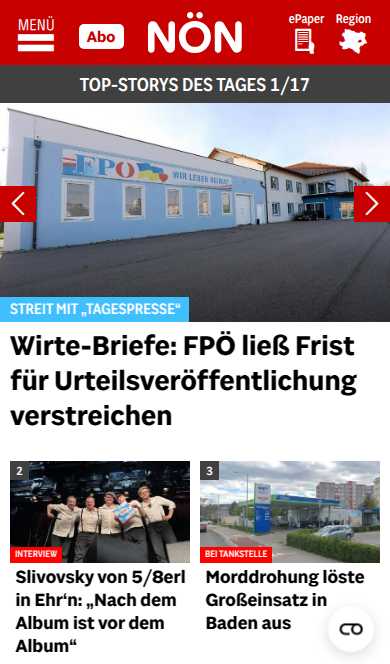 MENÜ
Abo
NÖN
ePaper
Region
TOP-STORYS DES TAGES 1/17
FPÖ
WIR LEBEN HEIMAT
STREIT MIT „TAGESPRESSE“
Wirte-Briefe: FPÖ ließ Frist
für Urteilsveröffentlichung
verstreichen
2
INTERVIEW
Slivovsky von 5/8erl
in Ehr‘n: „Nach dem
Album ist vor dem
Album“
3
BEI TANKSTELLE
Morddrohung löste
Großeinsatz in
Baden aus